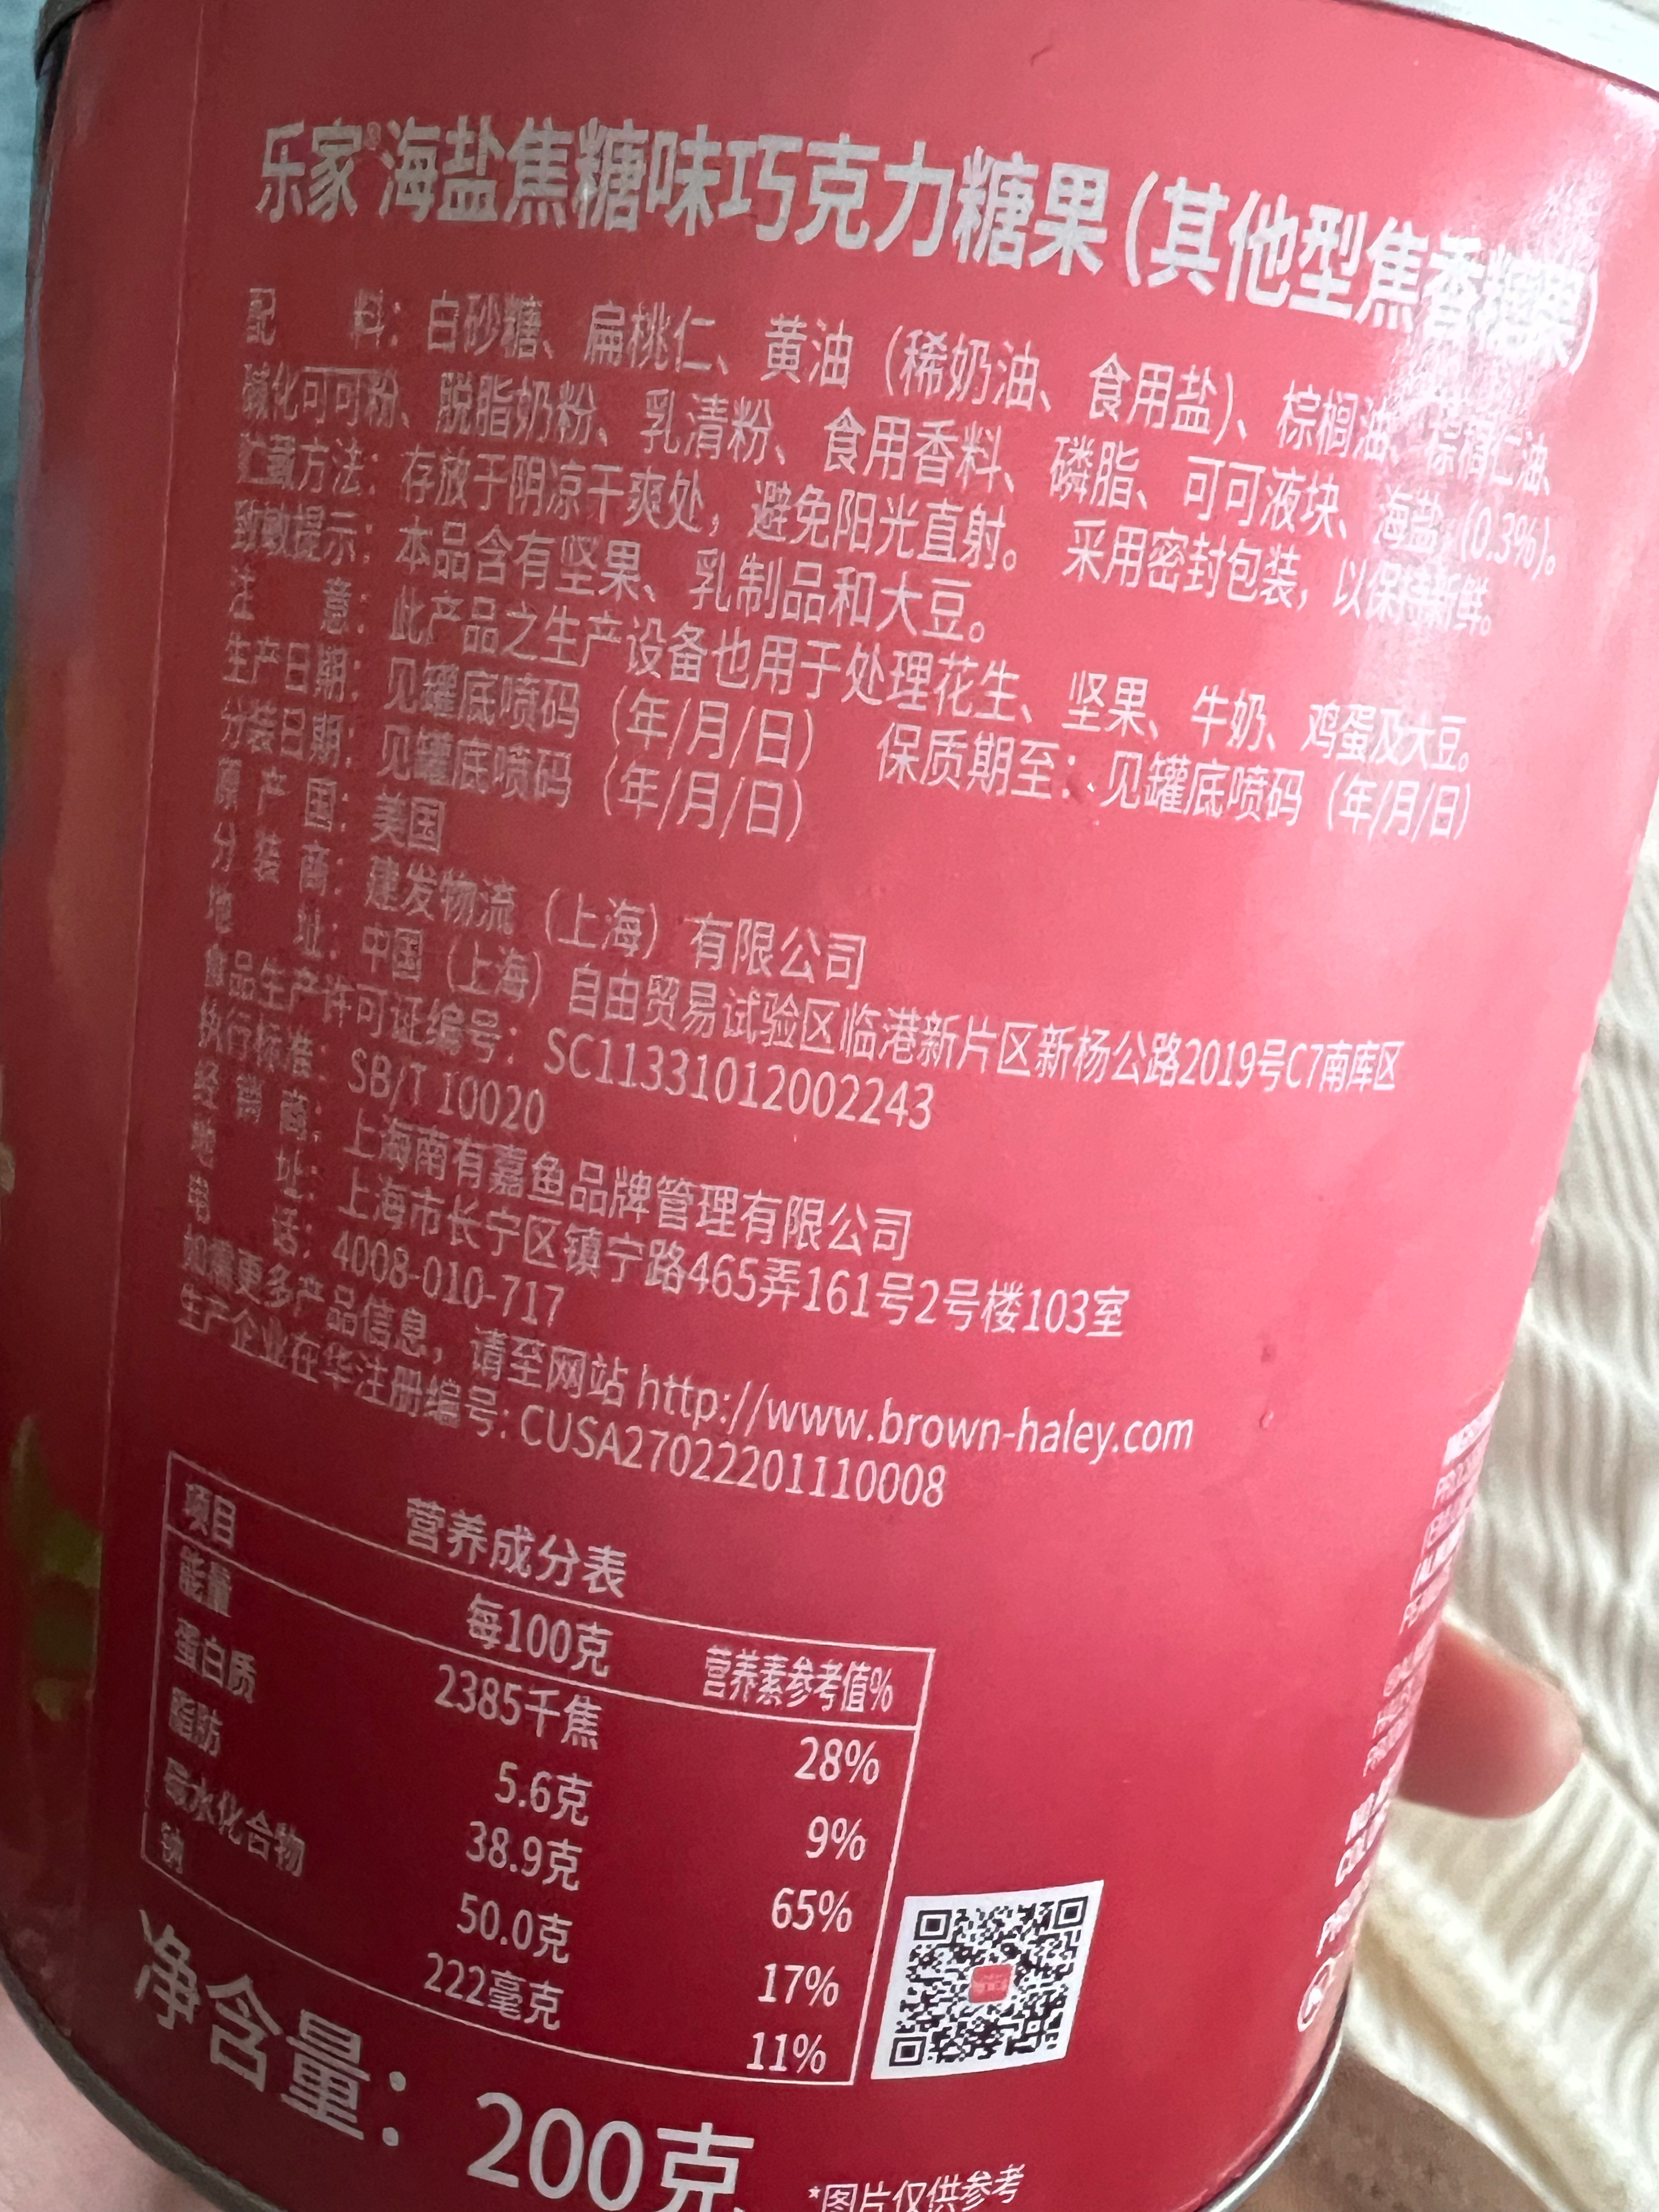 乐家®海盐焦糖味巧克力糖果(其他型焦香糖果)
配 料：白砂糖、扁桃仁、黄油（稀奶油、食用盐)、棕榈油、棕榈仁油、
碱化可可粉、脱脂奶粉、乳清粉、食用香料、磷脂、可可液块、海盐 (0.3%)。
贮藏方法：存放于阴凉干爽处，避免阳光直射。 采用密封包装，以保持新鲜。
致敏提示：本品含有坚果、乳制品和大豆。
注 意：此产品之生产设备也用于处理花生、坚果、牛奶、鸡蛋及大豆。
生产日期：见罐底喷码（年/月/日） 保质期至：见罐底喷码（年/月/日）
分装日期：见罐底喷码（年/月/日）
原 产 国：美国
分 装 商：建发物流（上海）有限公司
地 址：中国（上海）自由贸易试验区临港新片区新杨公路2019号C7南库区
食品生产许可证编号：SC11331012002243
执行标准：SB/T 10020
经 销 商：上海南有嘉鱼品牌管理有限公司
地 址：上海市长宁区镇宁路465弄161号2号楼103室
电 话：4008-010-717
如需更多产品信息，请至网站 http://www.brown-haley.com
生产企业在华注册编号：CUSA27022201110008
营养成分表
项目 每100克 营养素参考值%
能量 2385千焦 28%
蛋白质 5.6克 9%
脂肪 38.9克 65%
碳水化合物 50.0克 17%
钠 222毫克 11%
净含量：200克
*图片仅供参考